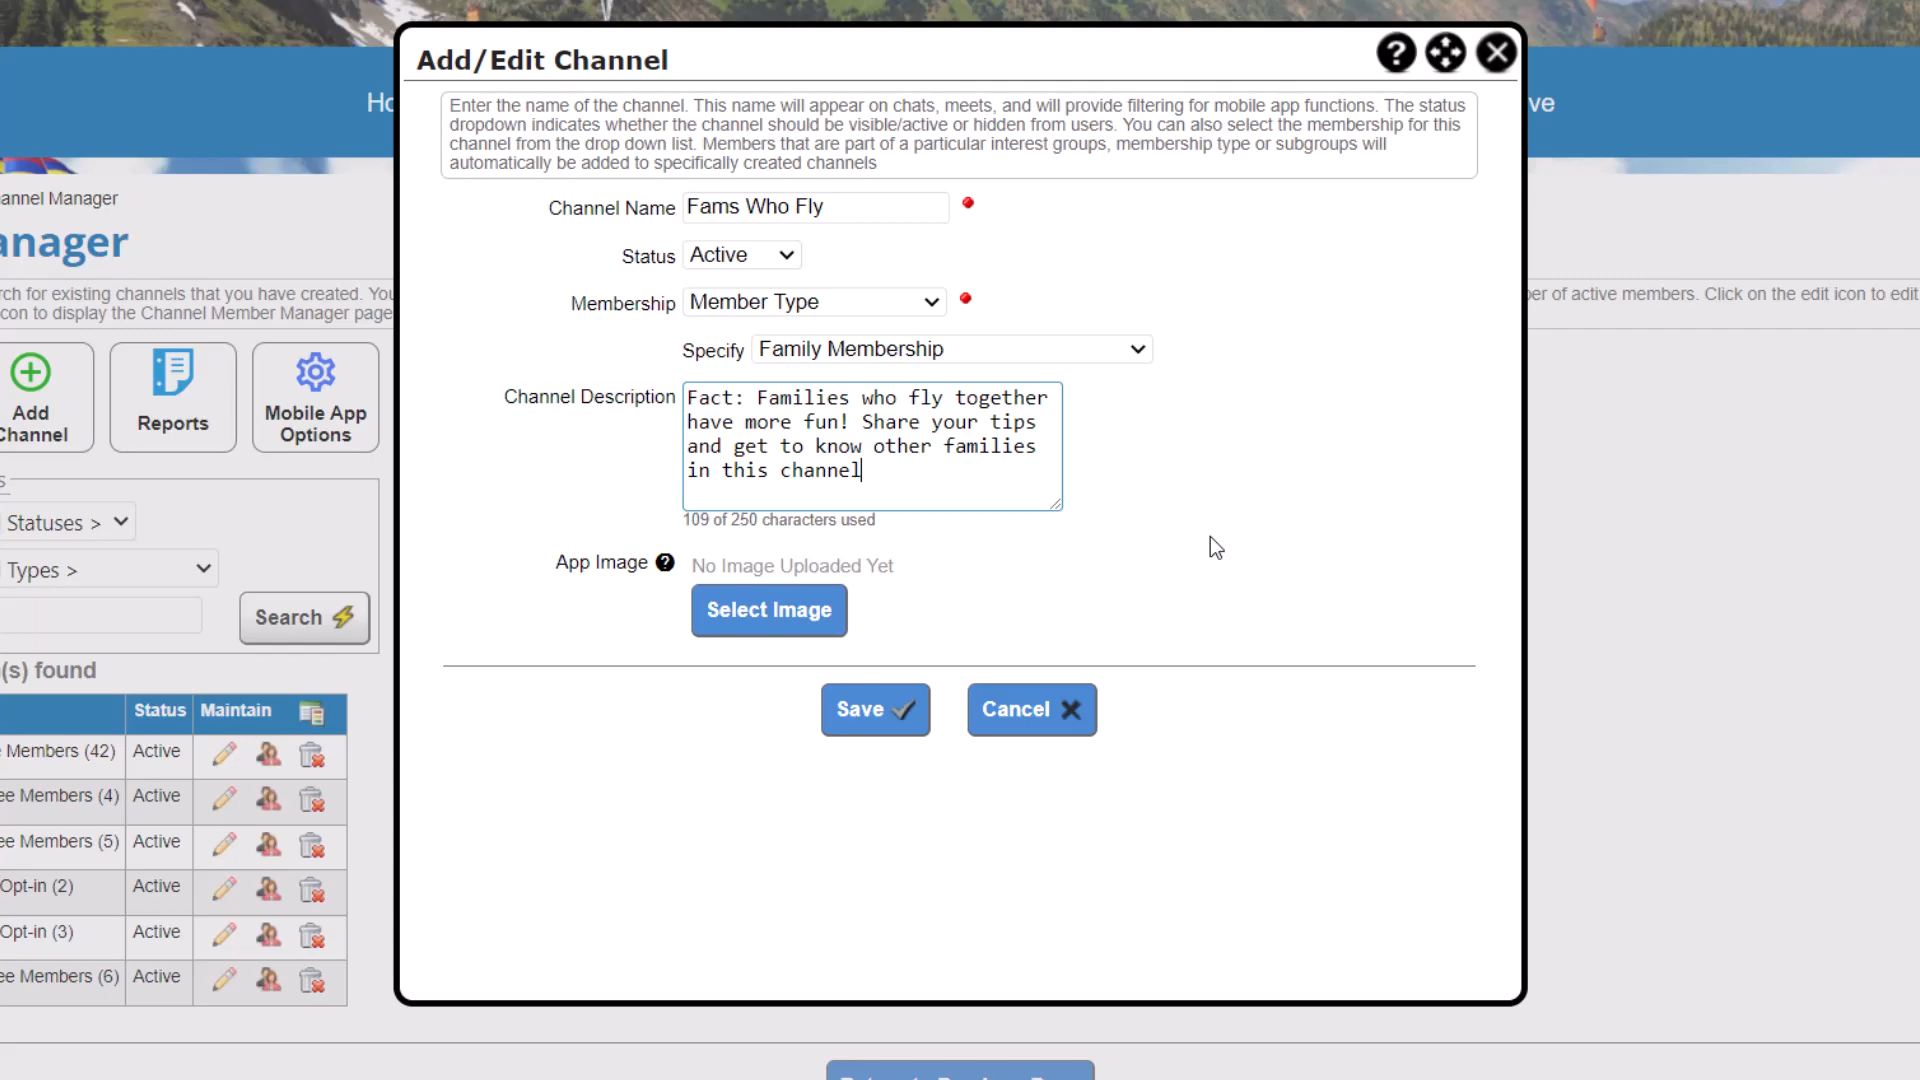 Add/Edit Channel
Enter the name of the channel. This name will appear on chats, meets, and will provide filtering for mobile app functions. The status
dropdown indicates whether the channel should be visible/active or hidden from users. You can also select the membership for this
channel from the drop down list. Members that are part of a particular interest groups, membership type or subgroups will
automatically be added to specifically created channels
Channel Name Fams Who Fly
Status Active
Membership Member Type
Specify Family Membership
Channel Description Fact: Families who fly together
have more fun! Share your tips
and get to know other families
in this channel
109 of 250 characters used
App Image ? No Image Uploaded Yet
Select Image
Save
Cancel
Ho
ve
annel Manager
anager
rch for existing channels that you have created. You
er of active members. Click on the edit icon to edit
con to display the Channel Member Manager page
Add
Channel
Reports
Mobile App
Options
s
Statuses >
Types >
Search
(s) found
Status Maintain
Members (42) Active
ee Members (4) Active
ee Members (5) Active
Opt-in (2) Active
Opt-in (3) Active
ee Members (6) Active